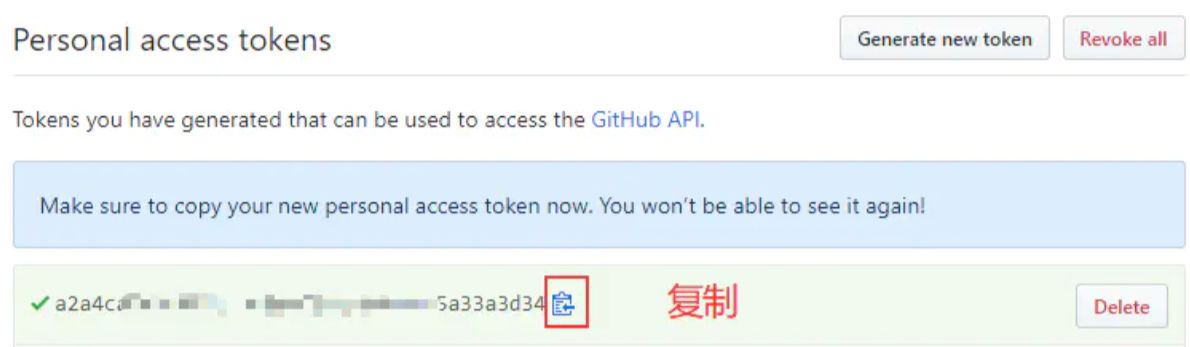 Personal access tokens
Generate new token
Revoke all
Tokens you have generated that can be used to access the GitHub API.
Make sure to copy your new personal access token now. You won't be able to see it again!
a2a4c 5a33a3d34
复制
Delete